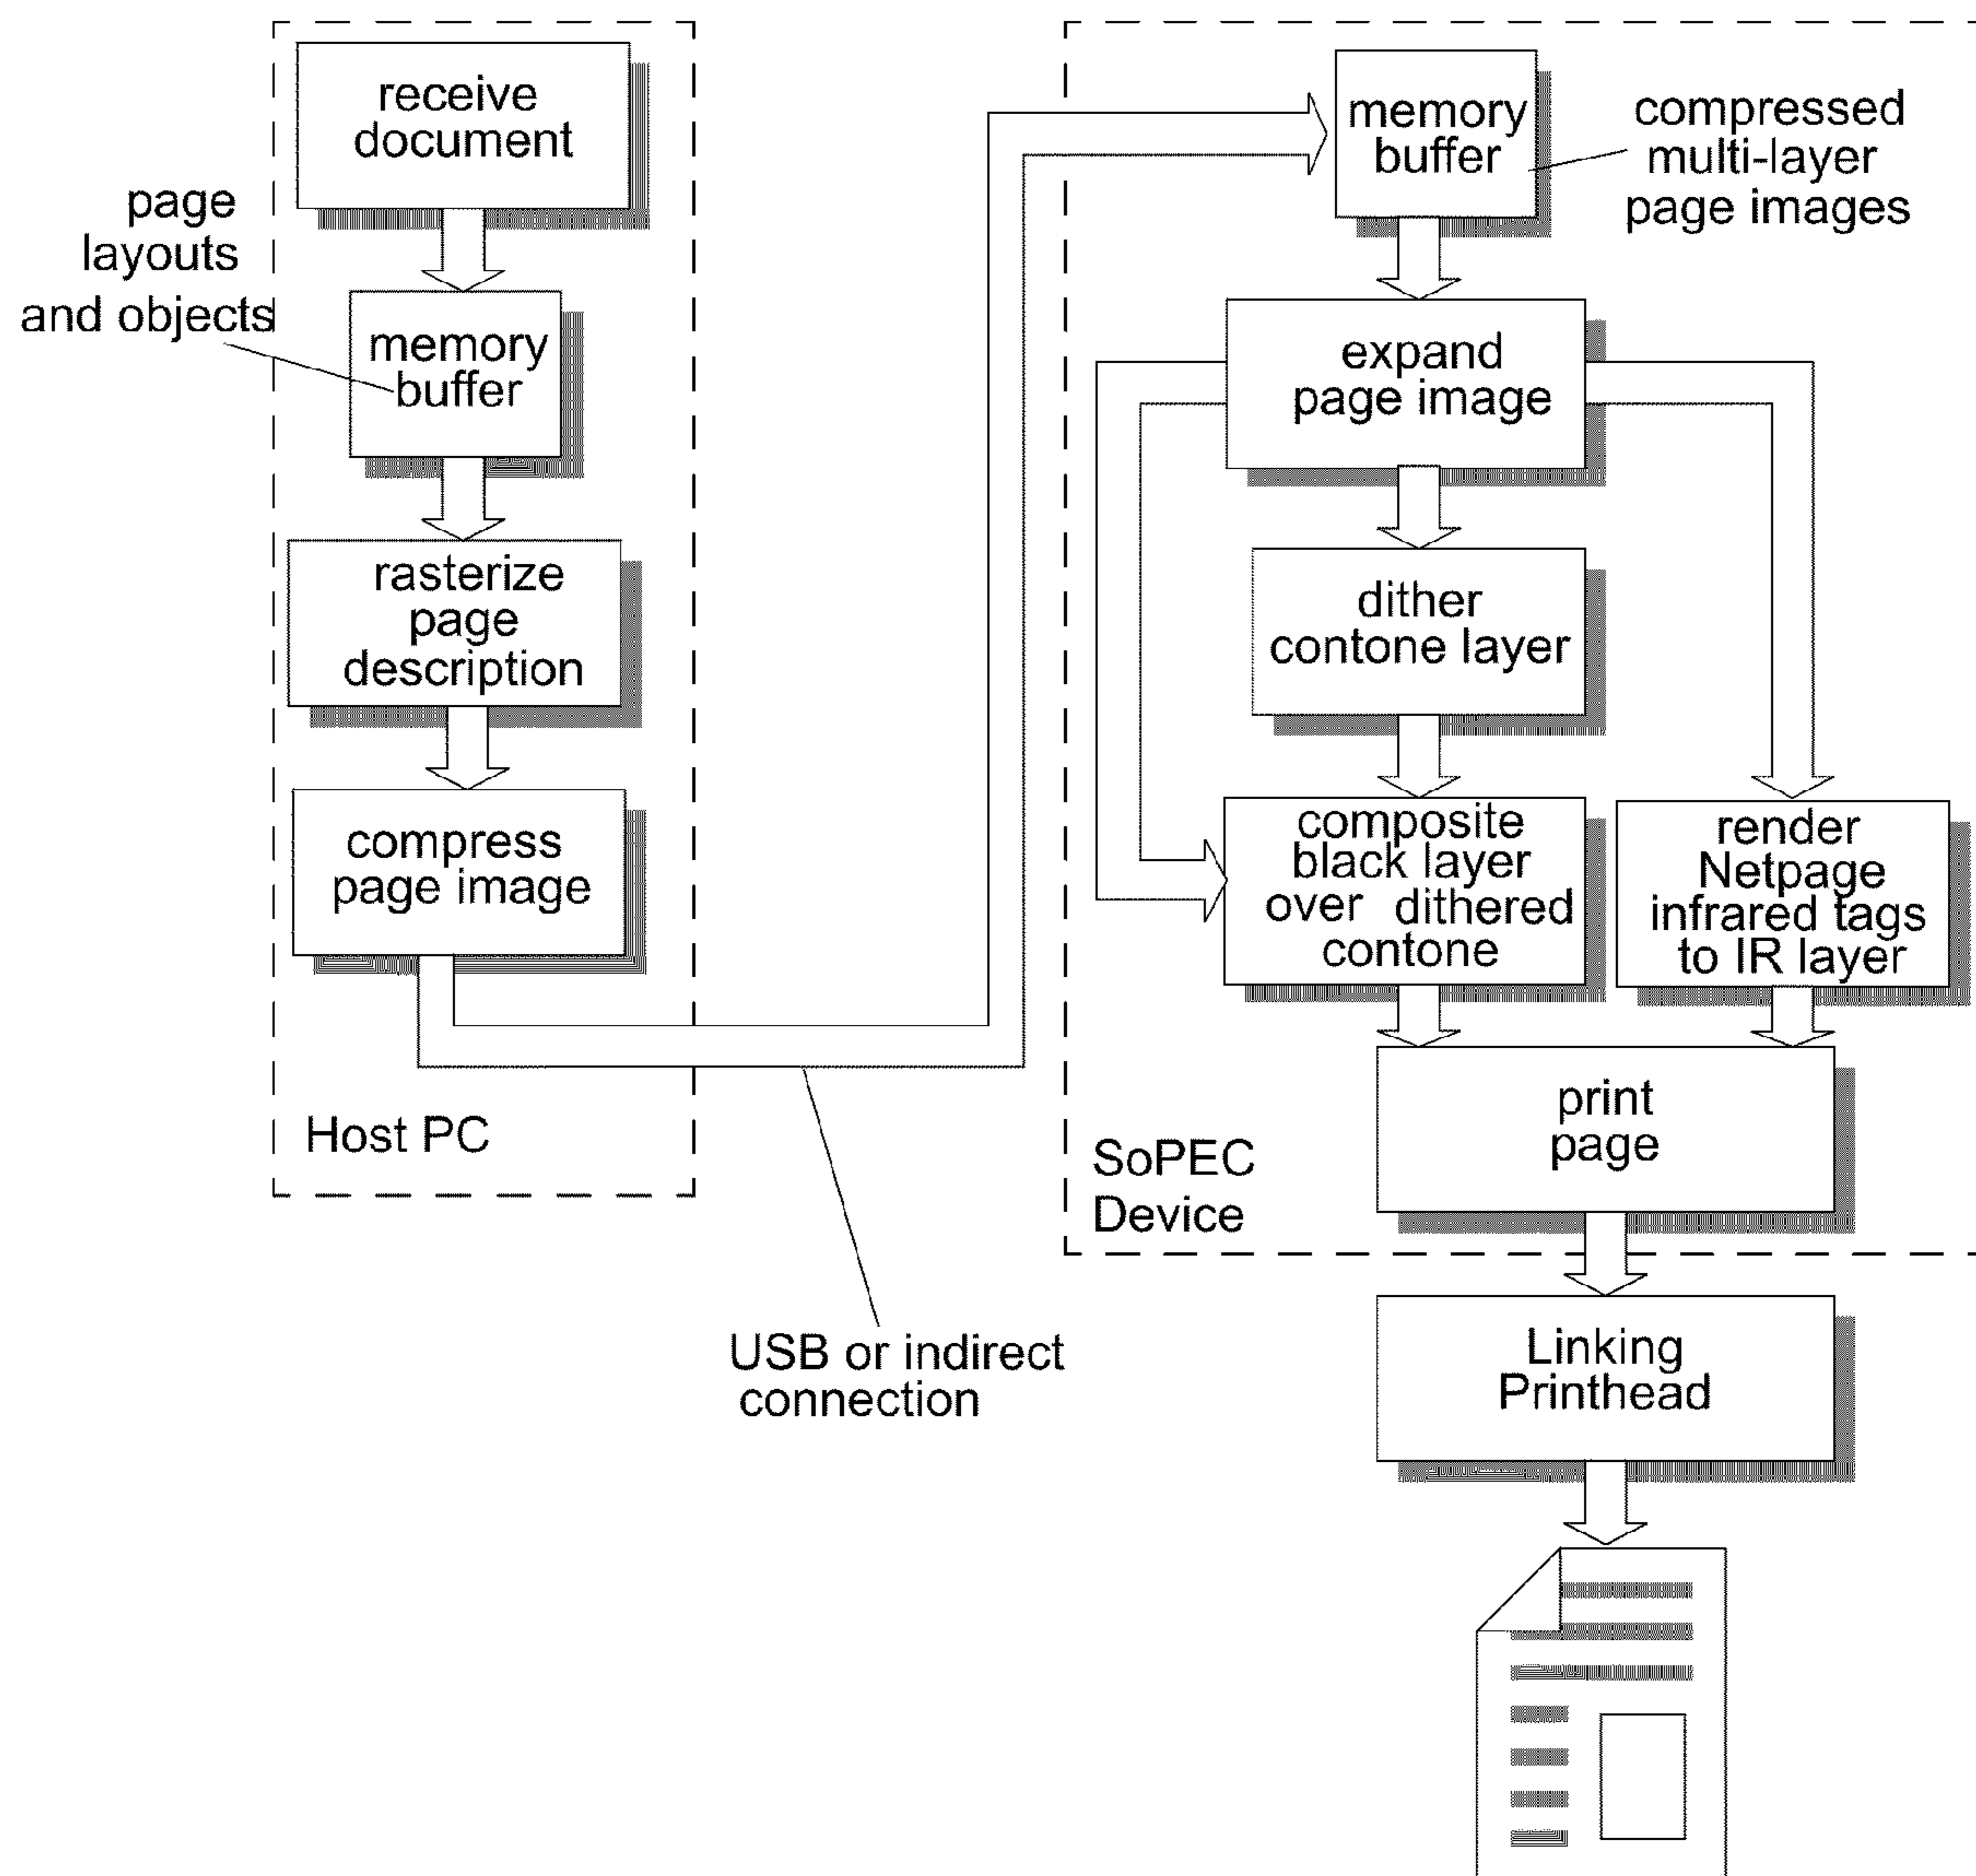 receive
document
page
layouts
and objects
memory
buffer
rasterize
page
description
compress
page image
Host PC
USB or indirect
connection
memory
buffer
compressed
multi-layer
page images
expand
page image
dither
contone layer
composite
black layer
over dithered
contone
render
Netpage
infrared tags
to IR layer
print
page
SoPEC
Device
Linking
Printhead